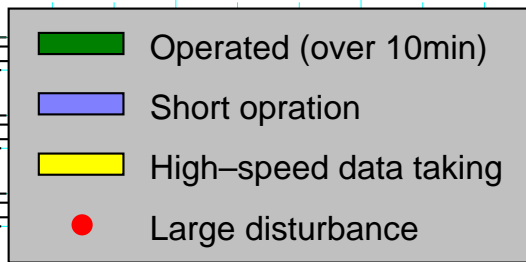 Operated (over 10min)
Short opration
High–speed data taking
Large disturbance